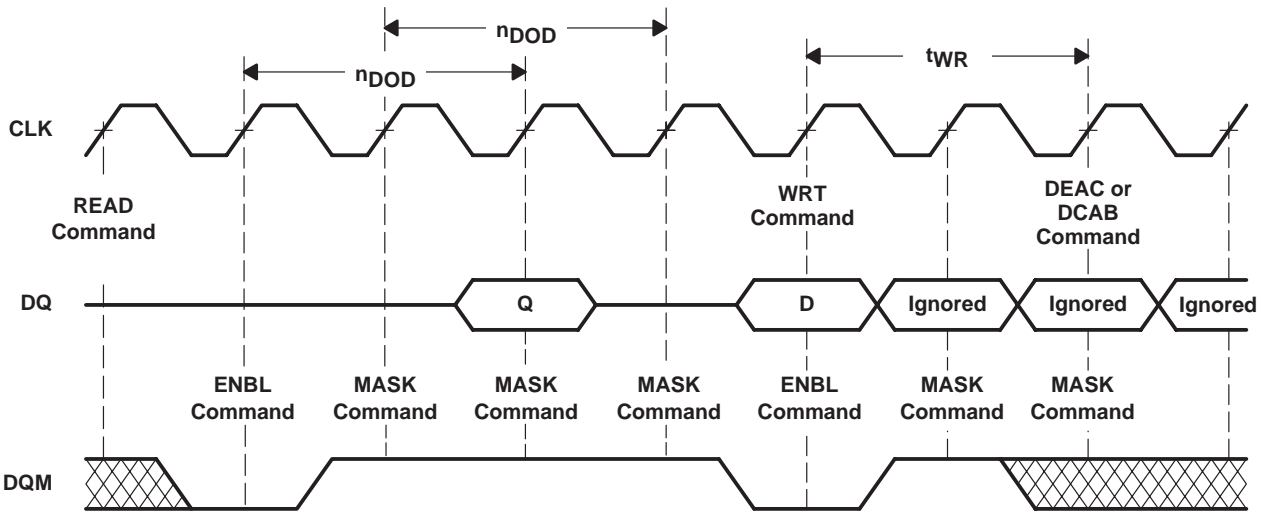 nDOD
nDOD
tWR
CLK
READ
Command
WRT
Command
DEAC or
DCAB
Command
DQ
Q
D
Ignored
Ignored
Ignored
ENBL
Command
MASK
Command
MASK
Command
MASK
Command
ENBL
Command
MASK
Command
MASK
Command
DQM